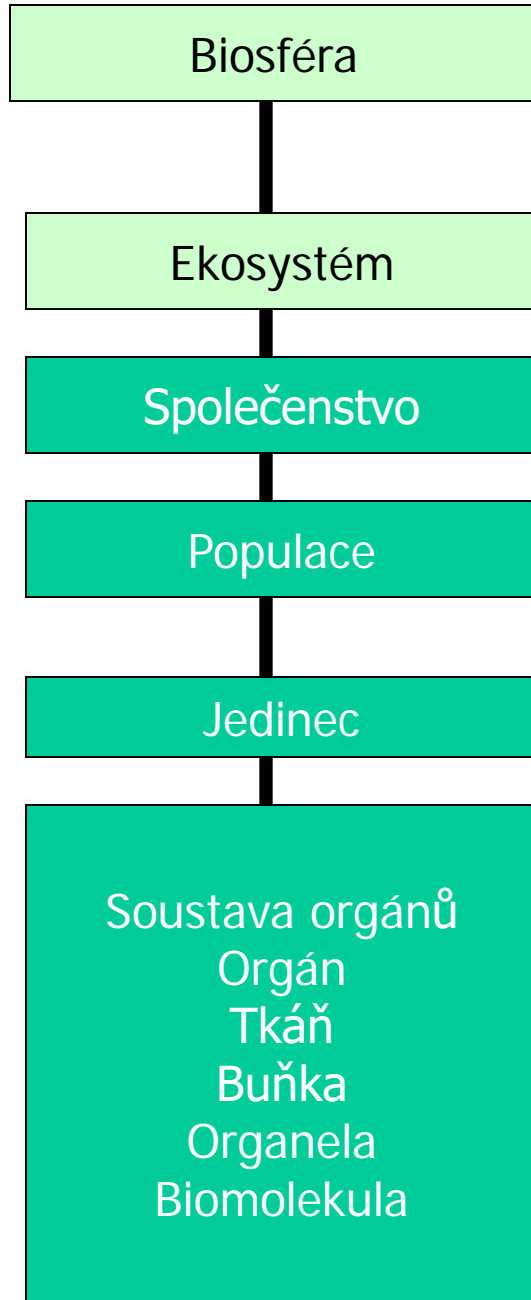 Biosféra
Ekosystém
Společenstvo
Populace
Jedinec
Soustava orgánů
Orgán
Tkáň
Buňka
Organela
Biomolekula